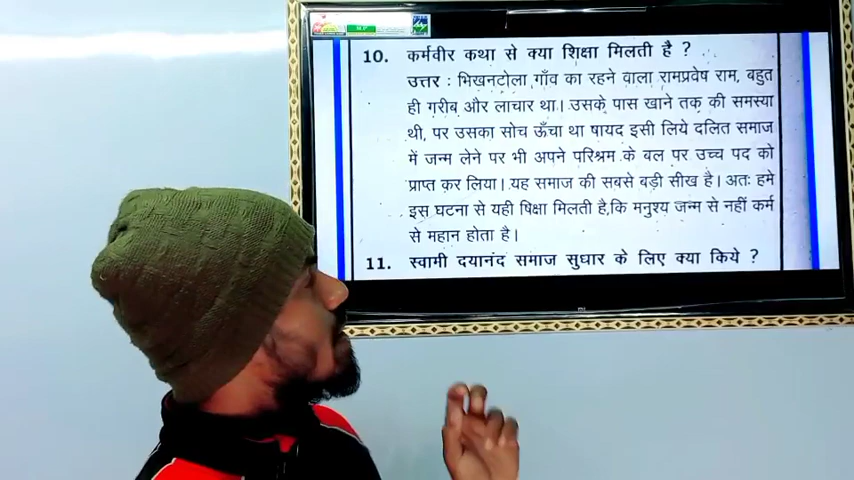 10. कर्मवीर कथा से क्या शिक्षा मिलती है ?
उत्तर : भिखनटोला गाँव का रहने वाला रामप्रवेष राम, बहुत
ही गरीब और लाचार था। उसके पास खाने तक की समस्या
थी, पर उसका सोच ऊँचा था षायद इसी लिये दलित समाज
में जन्म लेने पर भी अपने परिश्रम के बल पर उच्च पद को
प्राप्त कर लिया। यह समाज की सबसे बड़ी सीख है। अतः हमे
इस घटना से यही षिक्षा मिलती है,कि मनुश्य जन्म से नहीं कर्म
से महान होता है।
11. स्वामी दयानंद समाज सुधार के लिए क्या किये ?
mi